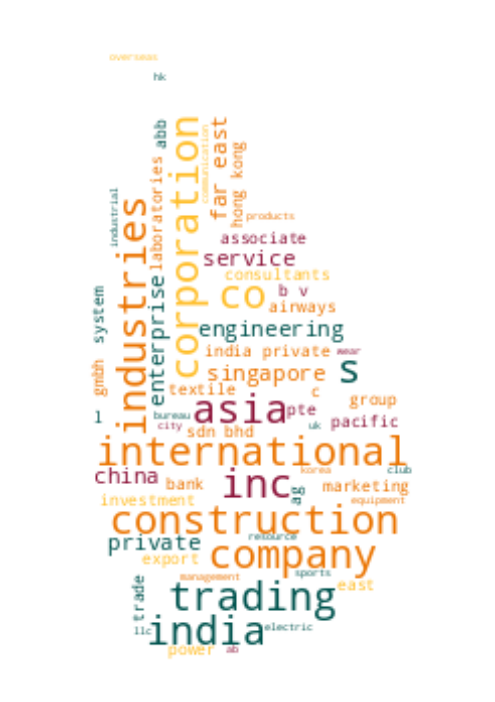 overseas
hk
abb
corporation
communication
far east
hong kong
laboratories
industrial
industries
products
associate
service
consultants
enterprise
system
co
b v
airways
engineering
india private
wear
gmbh
singapore
s
textile
c
group
l
bureau
asia
pte
city
uk
pacific
sdn bhd
international
china
bank
inc
korea
club
ag
marketing
investment
equipment
construction
private
resource
company
export
management
sports
east
trade
trading
llc
india
electric
power
ab